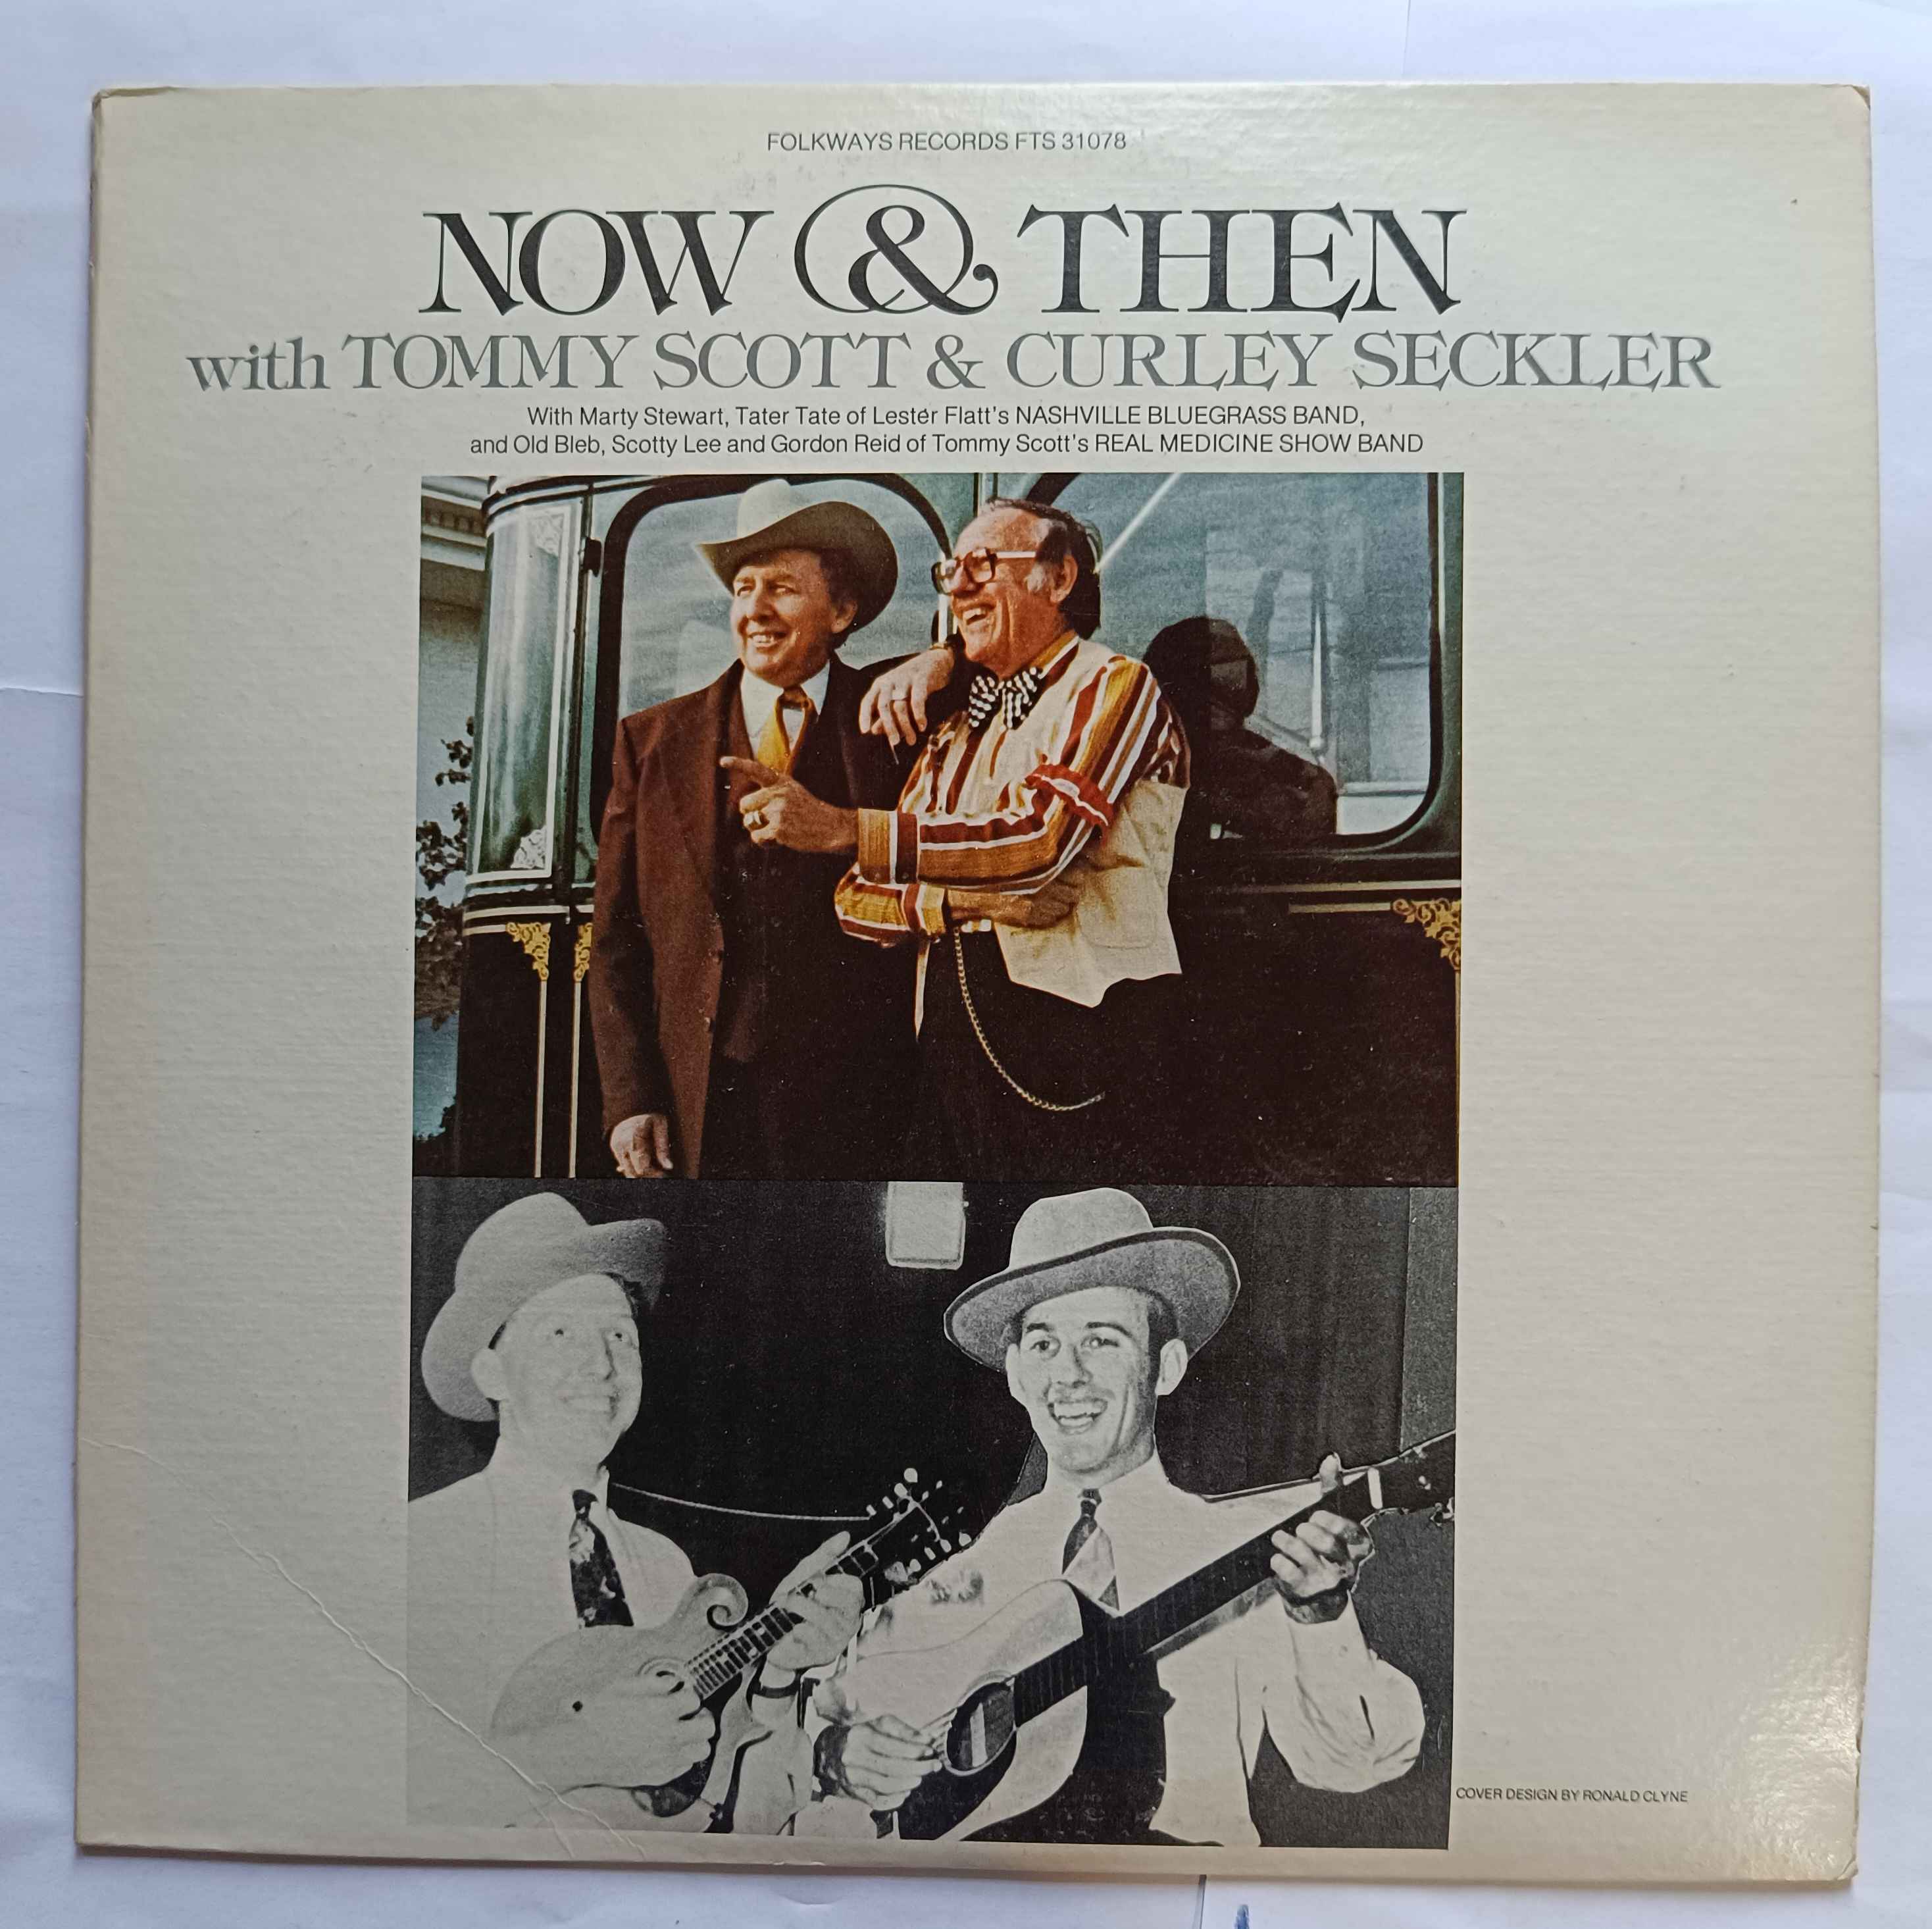 FOLKWAYS RECORDS FTS 31078
NOW & THEN
with TOMMY SCOTT & CURLEY SECKLER
With Marty Stewart, Tater Tate of Lester Flatt's NASHVILLE BLUEGRASS BAND,
and Old Bleb, Scotty Lee and Gordon Reid of Tommy Scott's REAL MEDICINE SHOW BAND
COVER DESIGN BY RONALD CLYNE